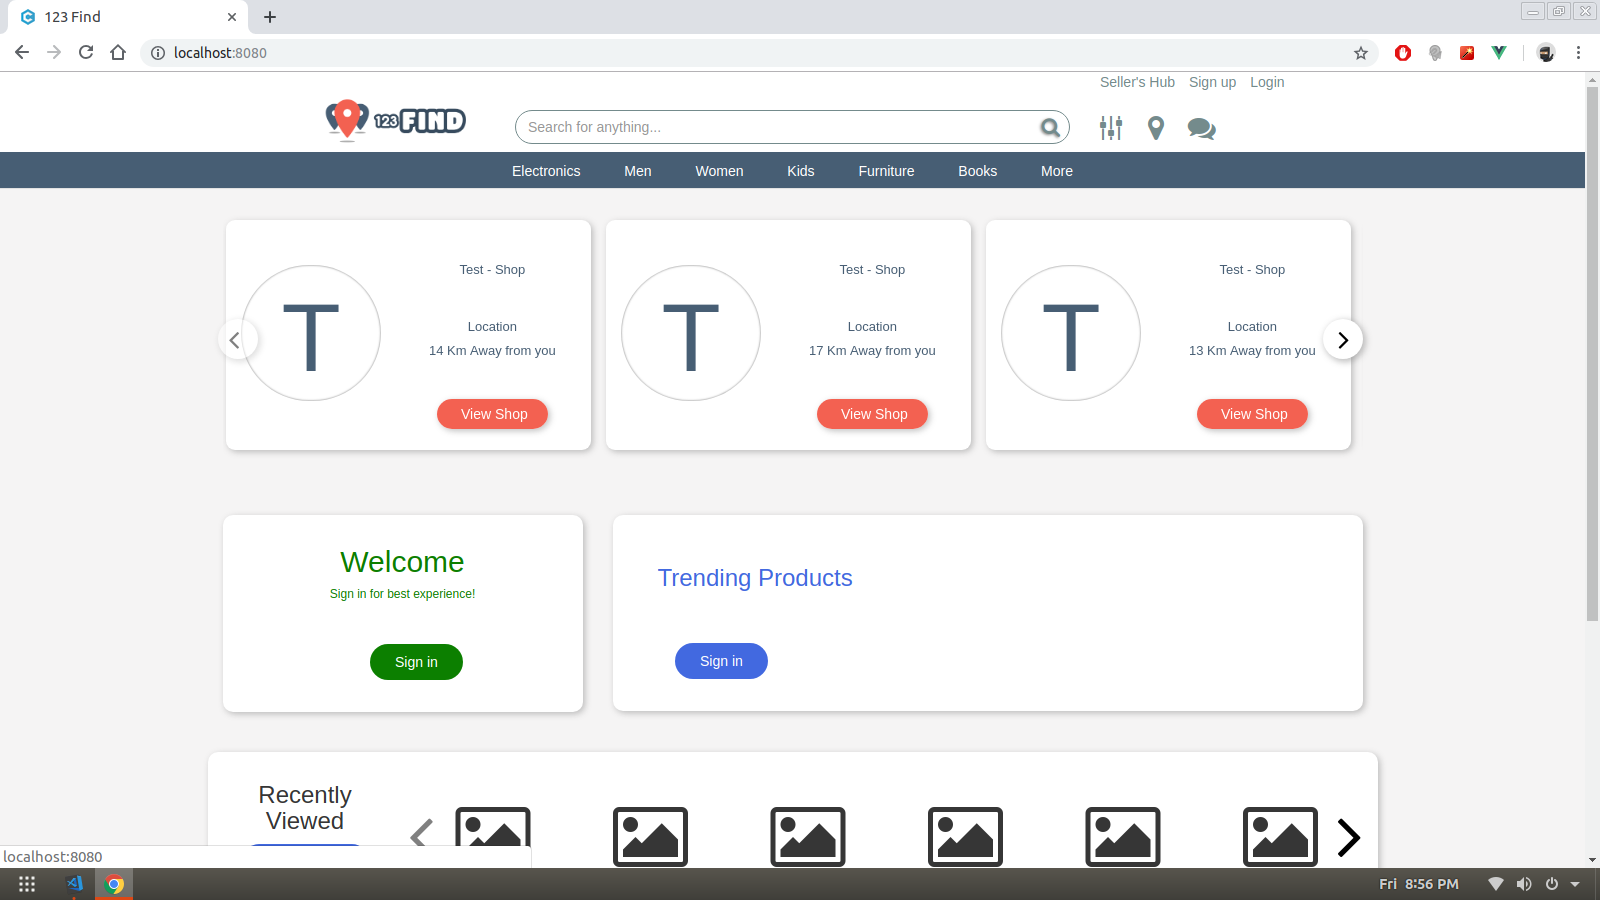 123 Find
localhost:8080
Seller's Hub Sign up Login
123 FIND
Search for anything...
Electronics Men Women Kids Furniture Books More
T
Test - Shop
Location
14 Km Away from you
View Shop
T
Test - Shop
Location
17 Km Away from you
View Shop
T
Test - Shop
Location
13 Km Away from you
View Shop
Welcome
Sign in for best experience!
Sign in
Trending Products
Sign in
Recently
Viewed
localhost:8080
Fri 8:56 PM